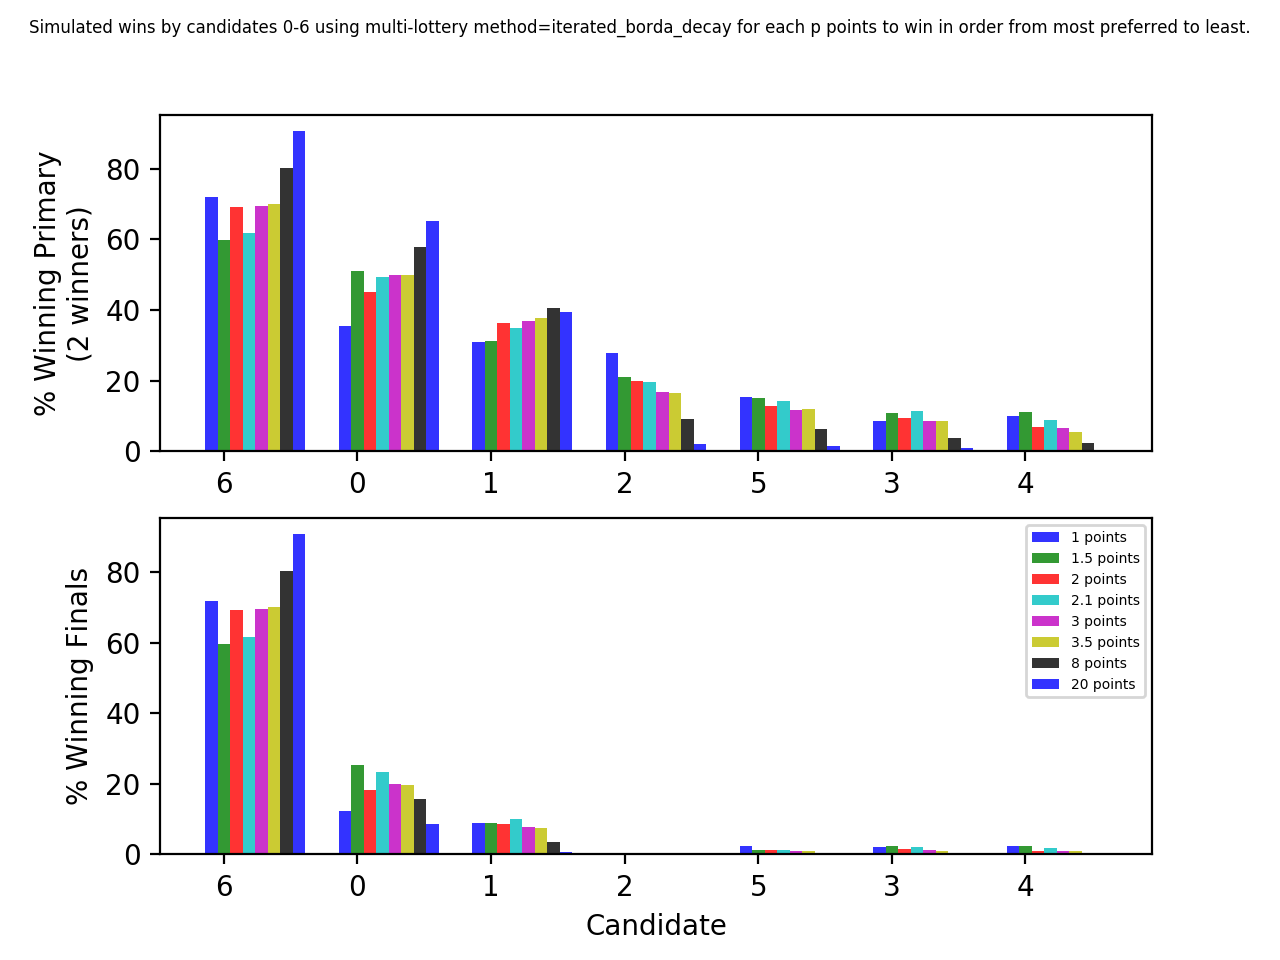 Simulated wins by candidates 0-6 using multi-lottery method=iterated_borda_decay for each p points to win in order from most preferred to least.
% Winning Primary
(2 winners)
80
60
40
20
0
6 0 1 2 5 3 4
% Winning Finals
80
60
40
20
0
1 points
1.5 points
2 points
2.1 points
3 points
3.5 points
8 points
20 points
6 0 1 2 5 3 4
Candidate